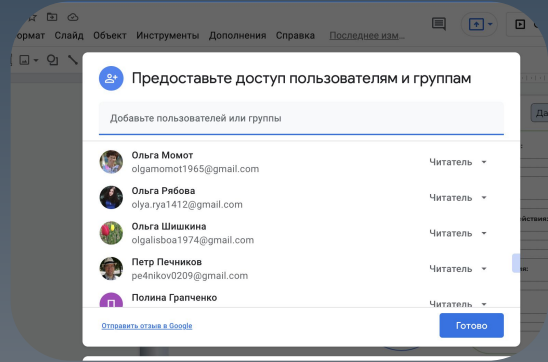 ормат Слайд Объект Инструменты Дополнения Справка Последнее изм…
Предоставьте доступ пользователям и группам
Добавьте пользователей или группы
Ольга Момот
olgamomot1965@gmail.com
Читатель
Ольга Рябова
olya.rya1412@gmail.com
Читатель
Ольга Шишкина
olgalisboa1974@gmail.com
Читатель
Петр Печников
pe4nikov0209@gmail.com
Читатель
П
Полина Грапченко
Читатель
Отправить отзыв в Google
Готово